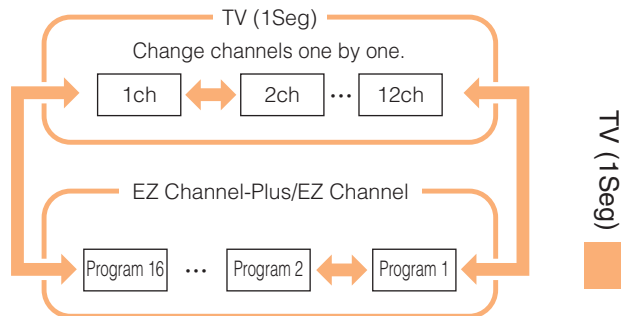 TV (1Seg)
Change channels one by one.
1ch 2ch ··· 12ch
EZ Channel-Plus/EZ Channel
Program 16 ··· Program 2 Program 1
TV (1Seg)